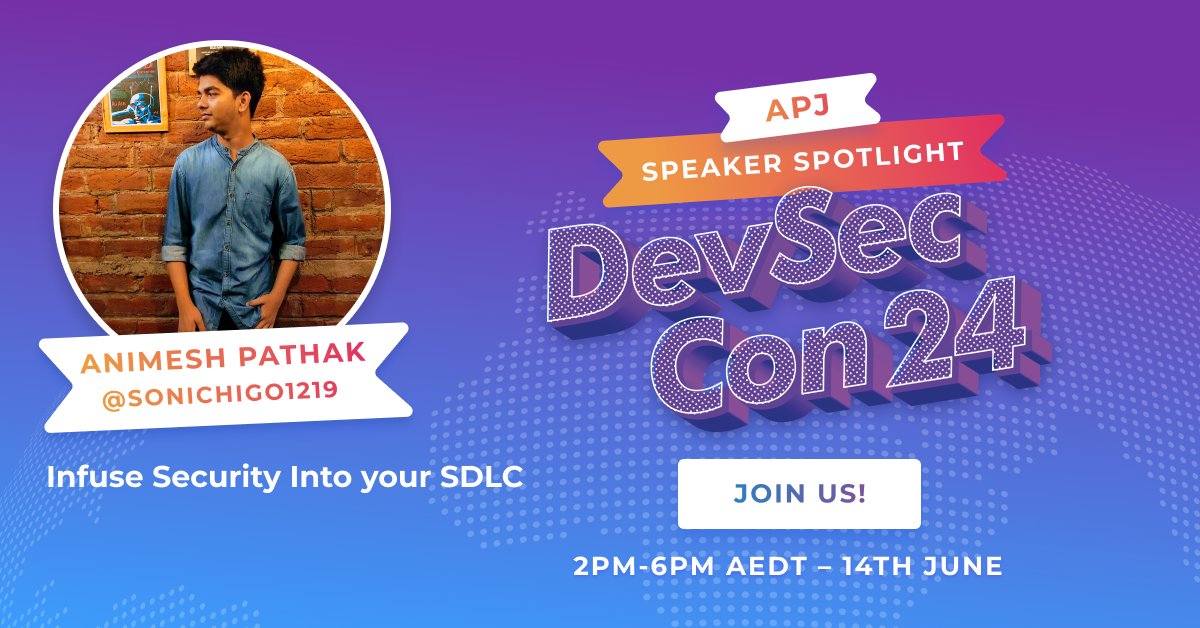 APJ
SPEAKER SPOTLIGHT
DevSec
Con 24
ANIMESH PATHAK
@SONICHIGO1219
Infuse Security Into your SDLC
JOIN US!
2PM-6PM AEDT – 14TH JUNE